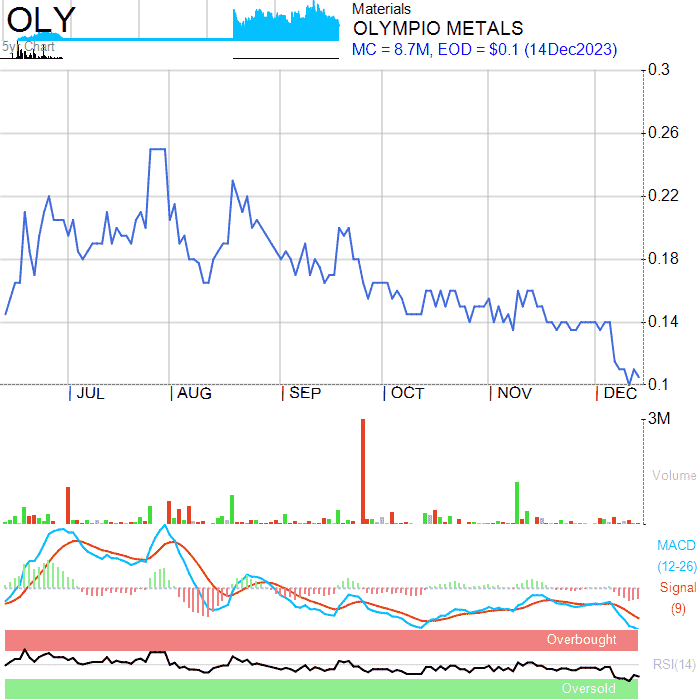 OLY
5yr Chart
Materials
OLYMPIO METALS
MC = 8.7M, EOD = $0.1 (14Dec2023)
0.3
0.26
0.22
0.18
0.14
0.1
JUL AUG SEP OCT NOV DEC
3M
Volume
MACD
(12-26)
Signal
(9)
Overbought
RSI(14)
Oversold